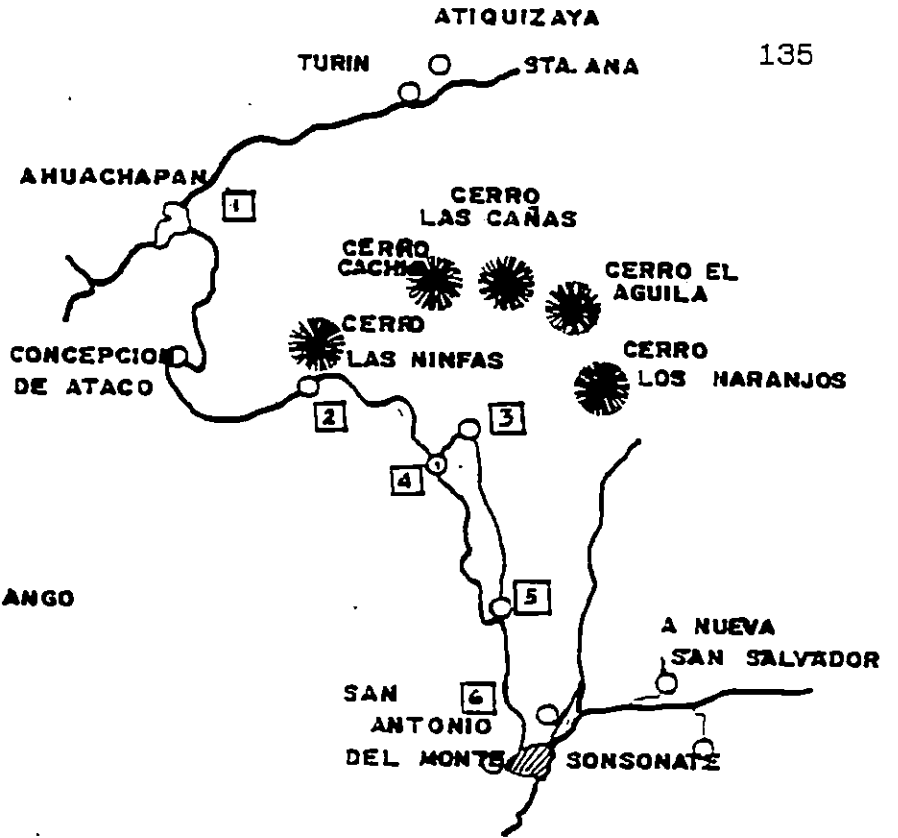 ATIQUIZAYA
135
TURIN
STA. ANA
AHUACHAPAN
1
CERRO
LAS CAÑAS
CERRO
CERRO EL
AGUILA
CERRO
LAS NINFAS
CONCEPCION
DE ATACO
CERRO
LOS NARANJOS
2
3
4
5
ANGO
A NUEVA
SAN SALVADOR
6
SAN
ANTONIO
DEL MONTE
SONSONATE